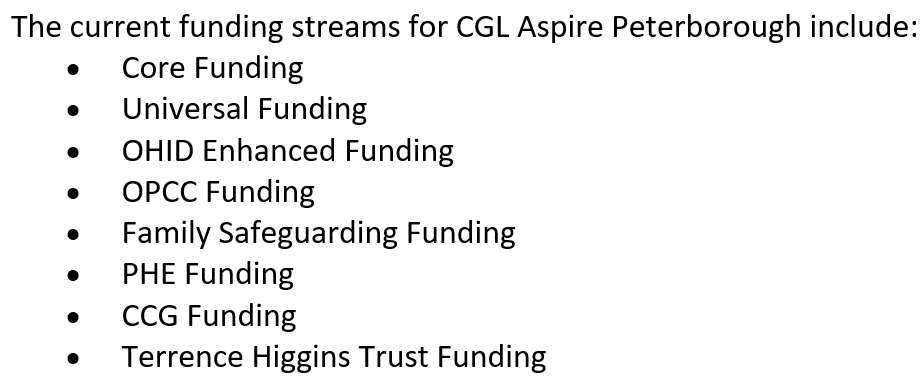 The current funding streams for CGL Aspire Peterborough include:
• Core Funding
• Universal Funding
• OHID Enhanced Funding
• OPCC Funding
• Family Safeguarding Funding
• PHE Funding
• CCG Funding
• Terrence Higgins Trust Funding